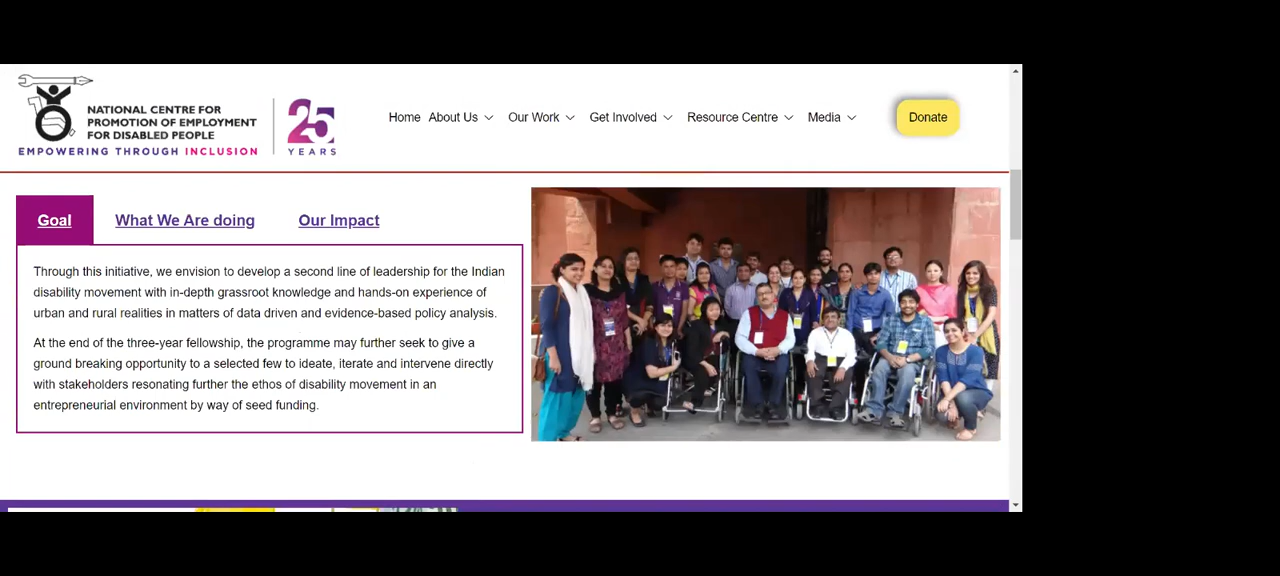 NATIONAL CENTRE FOR
PROMOTION OF EMPLOYMENT
FOR DISABLED PEOPLE
EMPOWERING THROUGH INCLUSION
25
YEARS
Home About Us Our Work Get Involved Resource Centre Media
Donate
Goal
What We Are doing
Our Impact
Through this initiative, we envision to develop a second line of leadership for the Indian
disability movement with in-depth grassroot knowledge and hands-on experience of
urban and rural realities in matters of data driven and evidence-based policy analysis.
At the end of the three-year fellowship, the programme may further seek to give a
ground breaking opportunity to a selected few to ideate, iterate and intervene directly
with stakeholders resonating further the ethos of disability movement in an
entrepreneurial environment by way of seed funding.